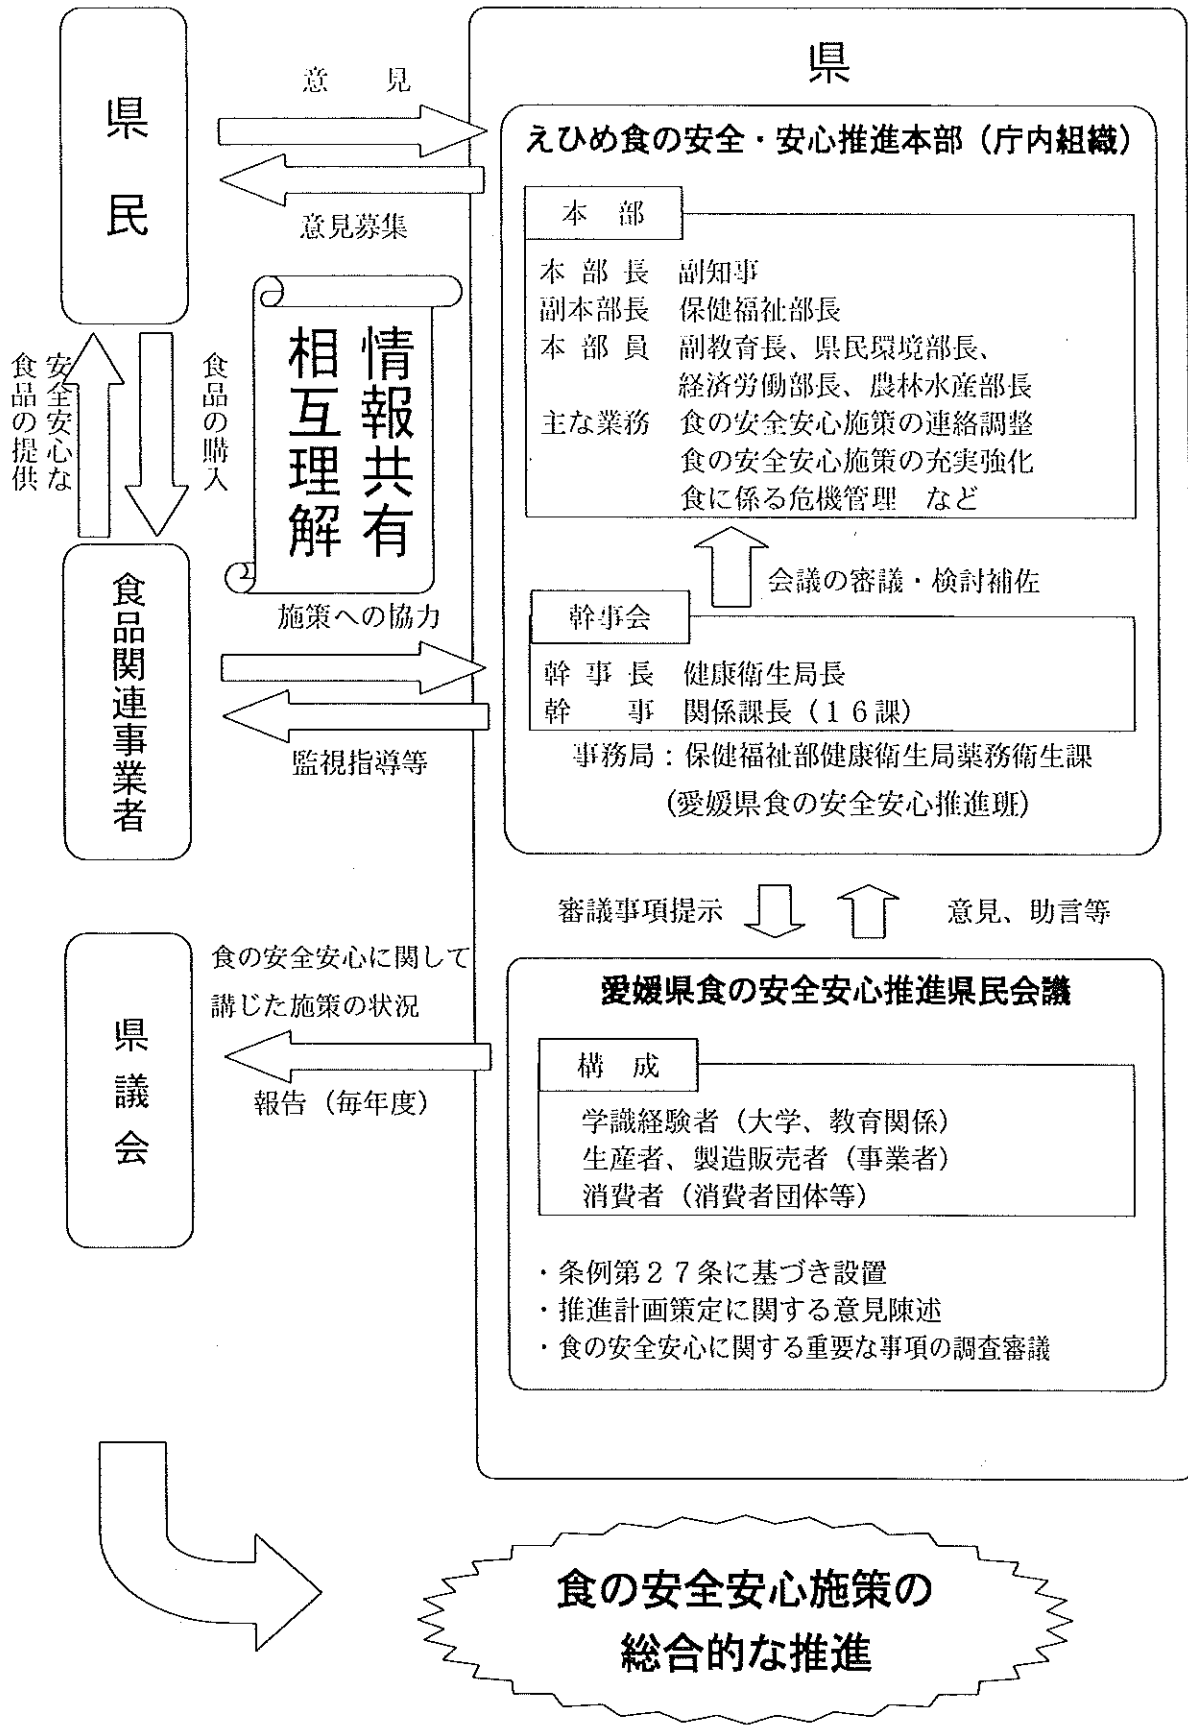 県民
意　見
意見募集
安全安心な
食品の提供
食品の購入
情報共有
相互理解
食品関連事業者
施策への協力
監視指導等
県議会
食の安全安心に関して
講じた施策の状況
報告（毎年度）
県
えひめ食の安全・安心推進本部（庁内組織）
本　部
本 部 長　副知事
副本部長　保健福祉部長
本 部 員　副教育長、県民環境部長、
経済労働部長、農林水産部長
主な業務　食の安全安心施策の連絡調整
食の安全安心施策の充実強化
食に係る危機管理　など
会議の審議・検討補佐
幹事会
幹 事 長　健康衛生局長
幹　　事　関係課長（１６課）
事務局：保健福祉部健康衛生局薬務衛生課
(愛媛県食の安全安心推進班)
審議事項提示
意見、助言等
愛媛県食の安全安心推進県民会議
構　成
学識経験者（大学、教育関係）
生産者、製造販売者（事業者）
消費者（消費者団体等）
・条例第２７条に基づき設置
・推進計画策定に関する意見陳述
・食の安全安心に関する重要な事項の調査審議
食の安全安心施策の
総合的な推進